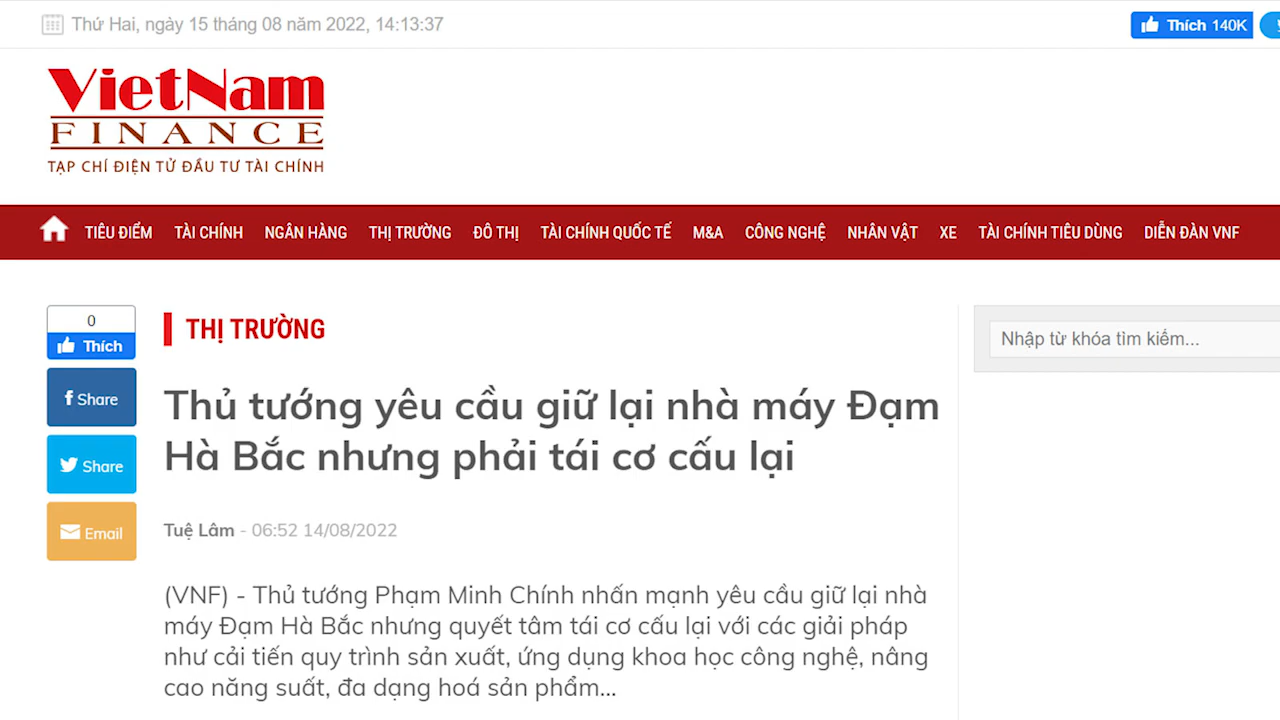 Thứ Hai, ngày 15 tháng 08 năm 2022, 14:13:37
Thích 140K
VietNam
FINANCE
TẠP CHÍ ĐIỆN TỬ ĐẦU TƯ TÀI CHÍNH
TIÊU ĐIỂM TÀI CHÍNH NGÂN HÀNG THỊ TRƯỜNG ĐÔ THỊ TÀI CHÍNH QUỐC TẾ M&A CÔNG NGHỆ NHÂN VẬT XE TÀI CHÍNH TIÊU DÙNG DIỄN ĐÀN VNF
0
Thích
Share
Share
Email
THỊ TRƯỜNG
Thủ tướng yêu cầu giữ lại nhà máy Đạm
Hà Bắc nhưng phải tái cơ cấu lại
Tuệ Lâm - 06:52 14/08/2022
(VNF) - Thủ tướng Phạm Minh Chính nhấn mạnh yêu cầu giữ lại nhà
máy Đạm Hà Bắc nhưng quyết tâm tái cơ cấu lại với các giải pháp
như cải tiến quy trình sản xuất, ứng dụng khoa học công nghệ, nâng
cao năng suất, đa dạng hoá sản phẩm...
Nhập từ khóa tìm kiếm...